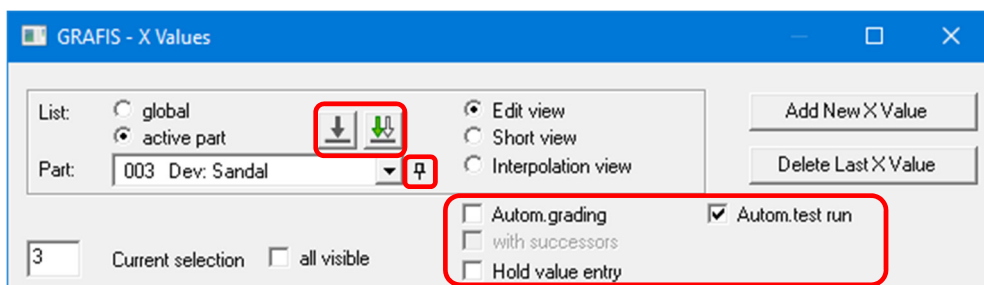 GRAFIS - X Values
List:
global
active part
Edit view
Short view
Interpolation view
Add New X Value
Delete Last X Value
Part:
003 Dev: Sandal
Autom.grading
Autom.test run
with successors
Hold value entry
3
Current selection
all visible